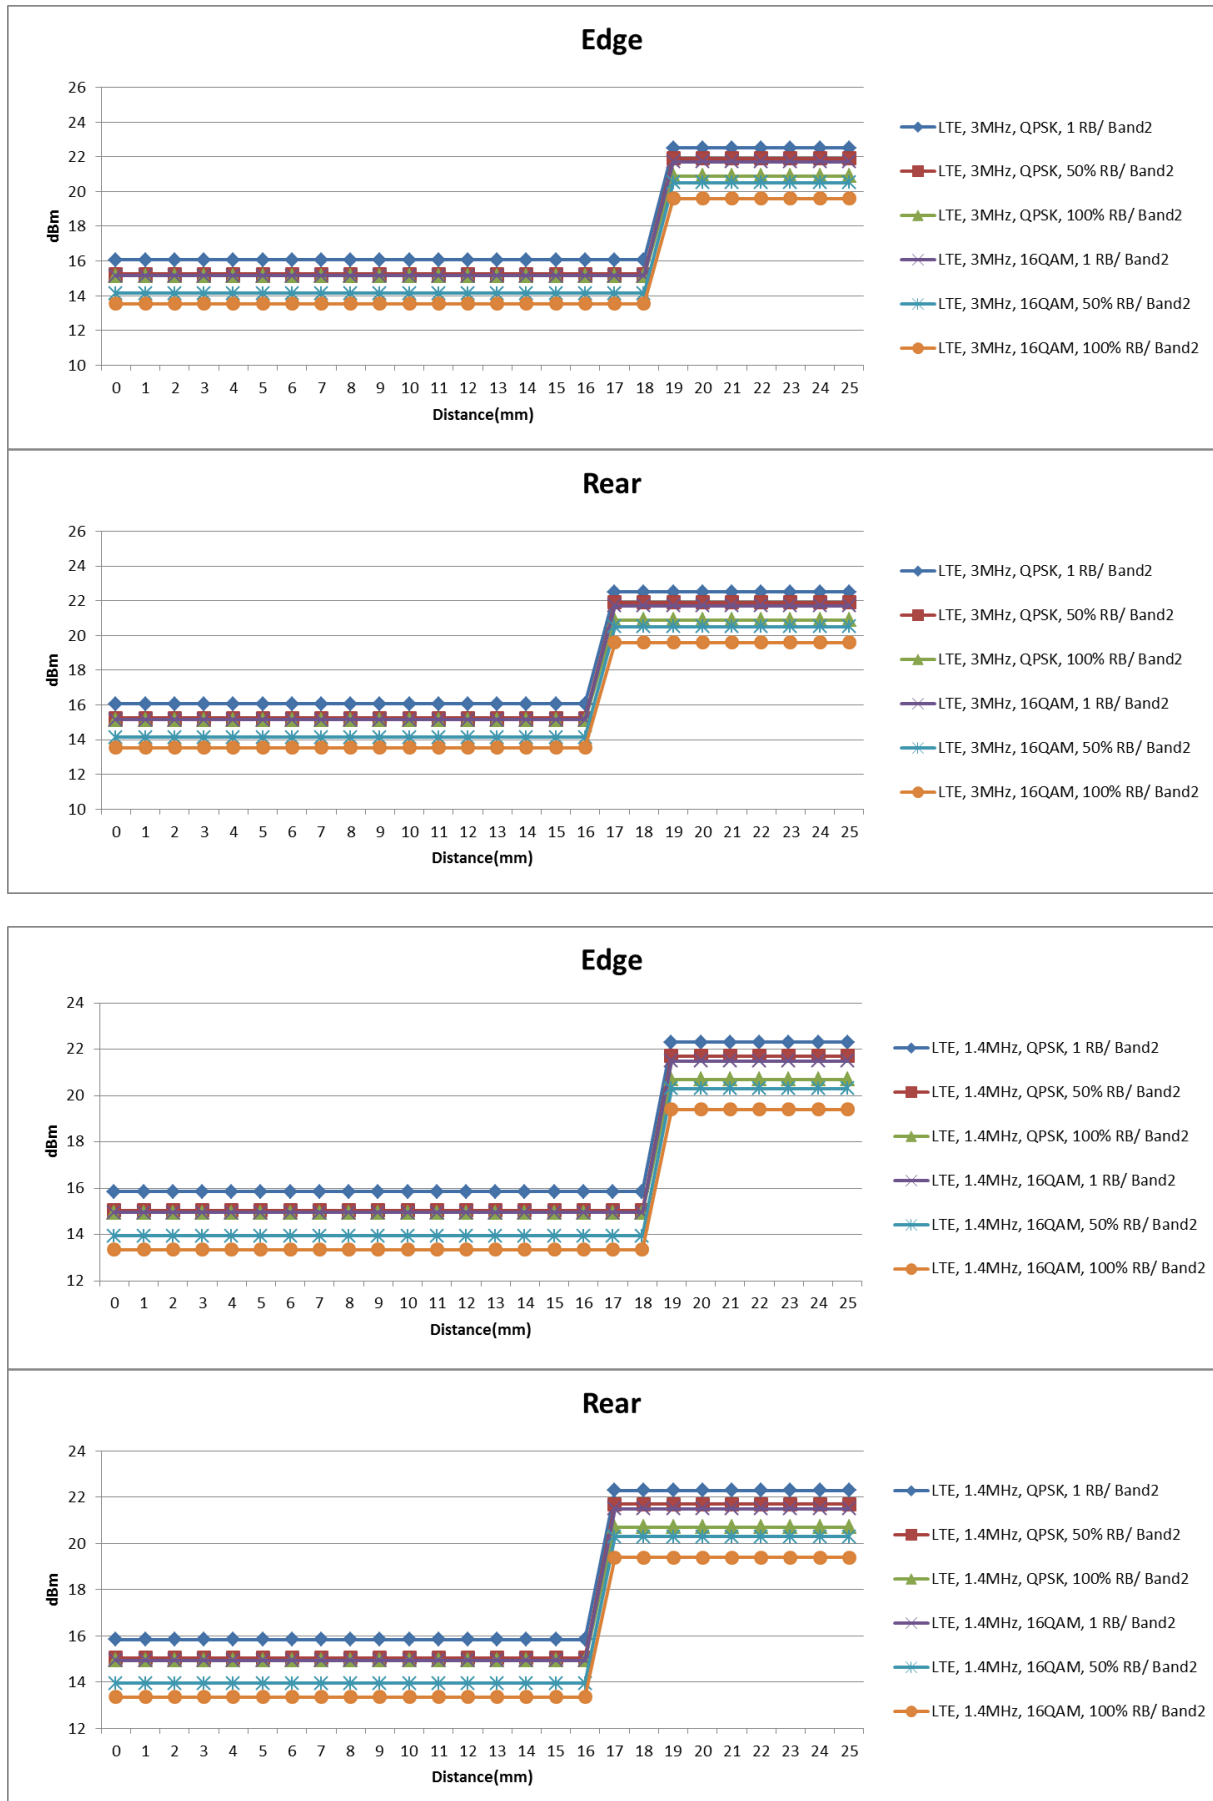 Edge
26
24
22
20
18
16
14
12
10
dBm
0 1 2 3 4 5 6 7 8 9 10 11 12 13 14 15 16 17 18 19 20 21 22 23 24 25
Distance(mm)
LTE, 3MHz, QPSK, 1 RB/ Band2
LTE, 3MHz, QPSK, 50% RB/ Band2
LTE, 3MHz, QPSK, 100% RB/ Band2
LTE, 3MHz, 16QAM, 1 RB/ Band2
LTE, 3MHz, 16QAM, 50% RB/ Band2
LTE, 3MHz, 16QAM, 100% RB/ Band2
Rear
26
24
22
20
18
16
14
12
10
dBm
0 1 2 3 4 5 6 7 8 9 10 11 12 13 14 15 16 17 18 19 20 21 22 23 24 25
Distance(mm)
LTE, 3MHz, QPSK, 1 RB/ Band2
LTE, 3MHz, QPSK, 50% RB/ Band2
LTE, 3MHz, QPSK, 100% RB/ Band2
LTE, 3MHz, 16QAM, 1 RB/ Band2
LTE, 3MHz, 16QAM, 50% RB/ Band2
LTE, 3MHz, 16QAM, 100% RB/ Band2
Edge
24
22
20
18
16
14
12
dBm
0 1 2 3 4 5 6 7 8 9 10 11 12 13 14 15 16 17 18 19 20 21 22 23 24 25
Distance(mm)
LTE, 1.4MHz, QPSK, 1 RB/ Band2
LTE, 1.4MHz, QPSK, 50% RB/ Band2
LTE, 1.4MHz, QPSK, 100% RB/ Band2
LTE, 1.4MHz, 16QAM, 1 RB/ Band2
LTE, 1.4MHz, 16QAM, 50% RB/ Band2
LTE, 1.4MHz, 16QAM, 100% RB/ Band2
Rear
24
22
20
18
16
14
12
dBm
0 1 2 3 4 5 6 7 8 9 10 11 12 13 14 15 16 17 18 19 20 21 22 23 24 25
Distance(mm)
LTE, 1.4MHz, QPSK, 1 RB/ Band2
LTE, 1.4MHz, QPSK, 50% RB/ Band2
LTE, 1.4MHz, QPSK, 100% RB/ Band2
LTE, 1.4MHz, 16QAM, 1 RB/ Band2
LTE, 1.4MHz, 16QAM, 50% RB/ Band2
LTE, 1.4MHz, 16QAM, 100% RB/ Band2